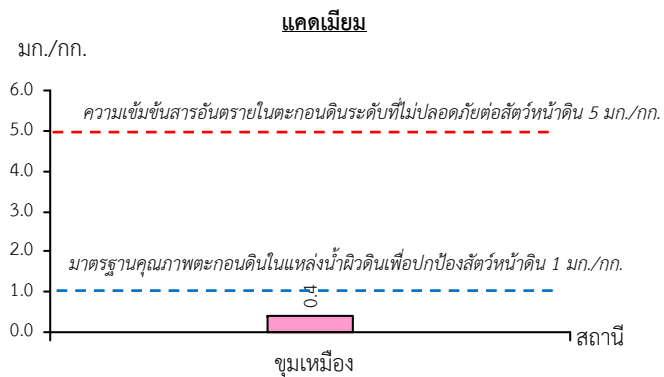 แคดเมียม
มก./กก.
6.0
ความเข้มข้นสารอันตรายในตะกอนดินระดับที่ไม่ปลอดภัยต่อสัตว์หน้าดิน 5 มก./กก.
5.0
4.0
3.0
2.0
มาตรฐานคุณภาพตะกอนดินในแหล่งน้ำผิวดินเพื่อปกป้องสัตว์หน้าดิน 1 มก./กก.
1.0
0.4
0.0
สถานี
ขุมเหมือง